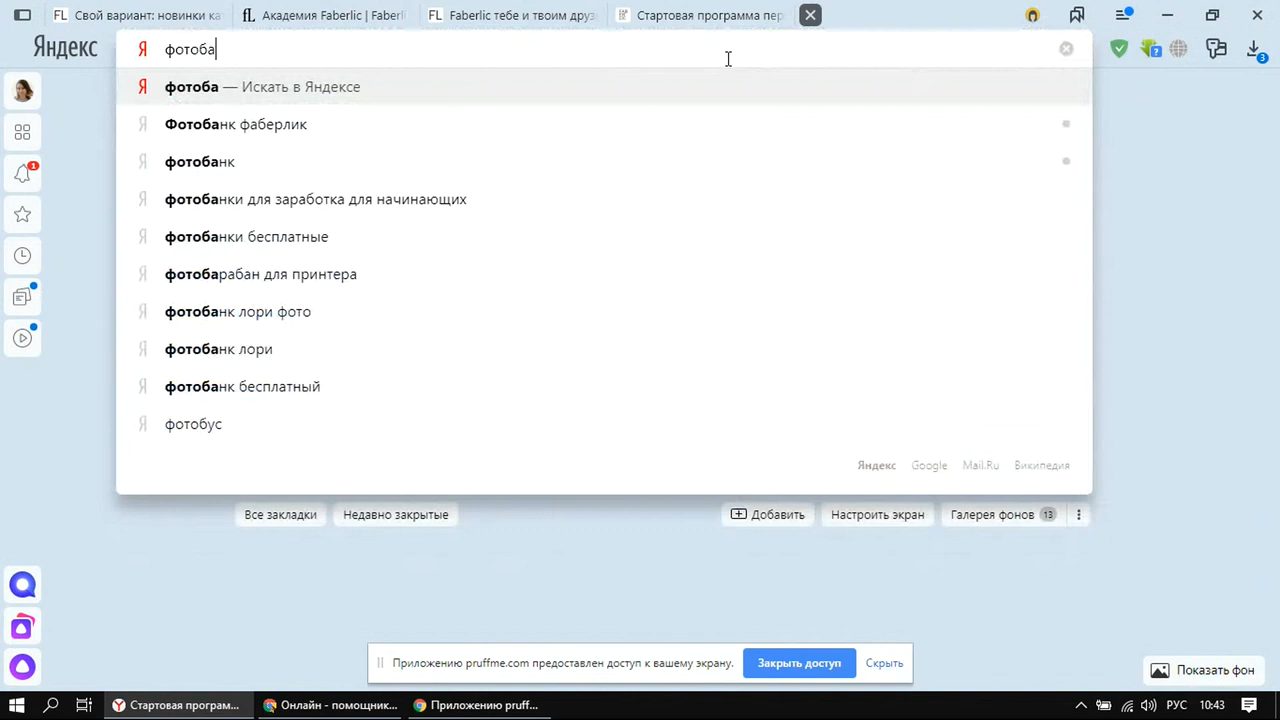 Свой вариант: новинки ка
Академия Faberlic | Faberl
Faberlic тебе и твоим друз
Стартовая программа пер
Яндекс
фотоба
фотоба — Искать в Яндексе
Фотобанк фаберлик
фотобанк
фотобанки для заработка для начинающих
фотобанки бесплатные
фотобарабан для принтера
фотобанк лори фото
фотобанк лори
фотобанк бесплатный
фотобус
Яндекс Google Mail.Ru Википедия
Все закладки Недавно закрытые Добавить Настроить экран Галерея фонов 13
Приложению pruffme.com предоставлен доступ к вашему экрану. Закрыть доступ Скрыть
Показать фон
Стартовая програм... Онлайн - помощник... Приложению pruff... РУС 10:43